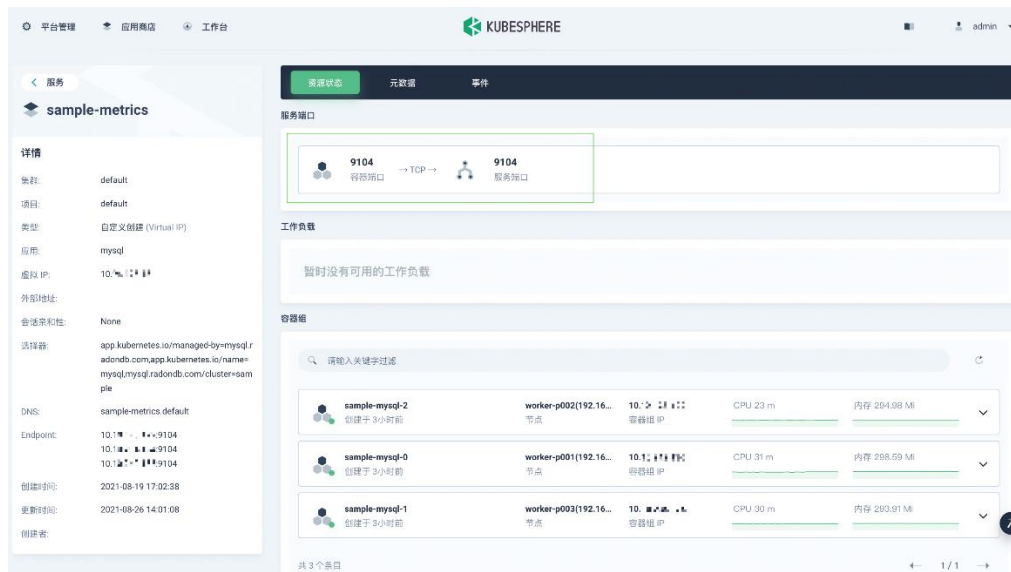 平台管理
应用商店
工作台
KUBESPHERE
admin
服务
sample-metrics
详情
集群:
default
项目:
default
类型:
自定义创建 (Virtual IP)
应用:
mysql
虚拟 IP:
10.
外部地址:
会话亲和性:
None
选择器:
app.kubernetes.io/managed-by=mysql.r
adondb.com,app.kubernetes.io/name=
mysql,mysql.radondb.com/cluster=sam
ple
DNS:
sample-metrics.default
Endpoint:
:9104
:9104
:9104
创建时间:
2021-08-19 17:02:38
更新时间:
2021-08-26 14:01:08
创建者:
资源状态
元数据
事件
服务端口
9104
容器端口
→ TCP →
9104
服务端口
工作负载
暂时没有可用的工作负载
容器组
请输入关键字过滤
sample-mysql-2
创建于 3小时前
worker-p002(192.16...
节点
10.
容器组 IP
CPU 23 m
内存 294.98 Mi
sample-mysql-0
创建于 3小时前
worker-p001(192.16...
节点
容器组 IP
CPU 31 m
内存 298.59 Mi
sample-mysql-1
创建于 3小时前
worker-p003(192.16...
节点
10.
容器组 IP
CPU 30 m
内存 293.91 Mi
共 3 个条目
← 1 / 1 →